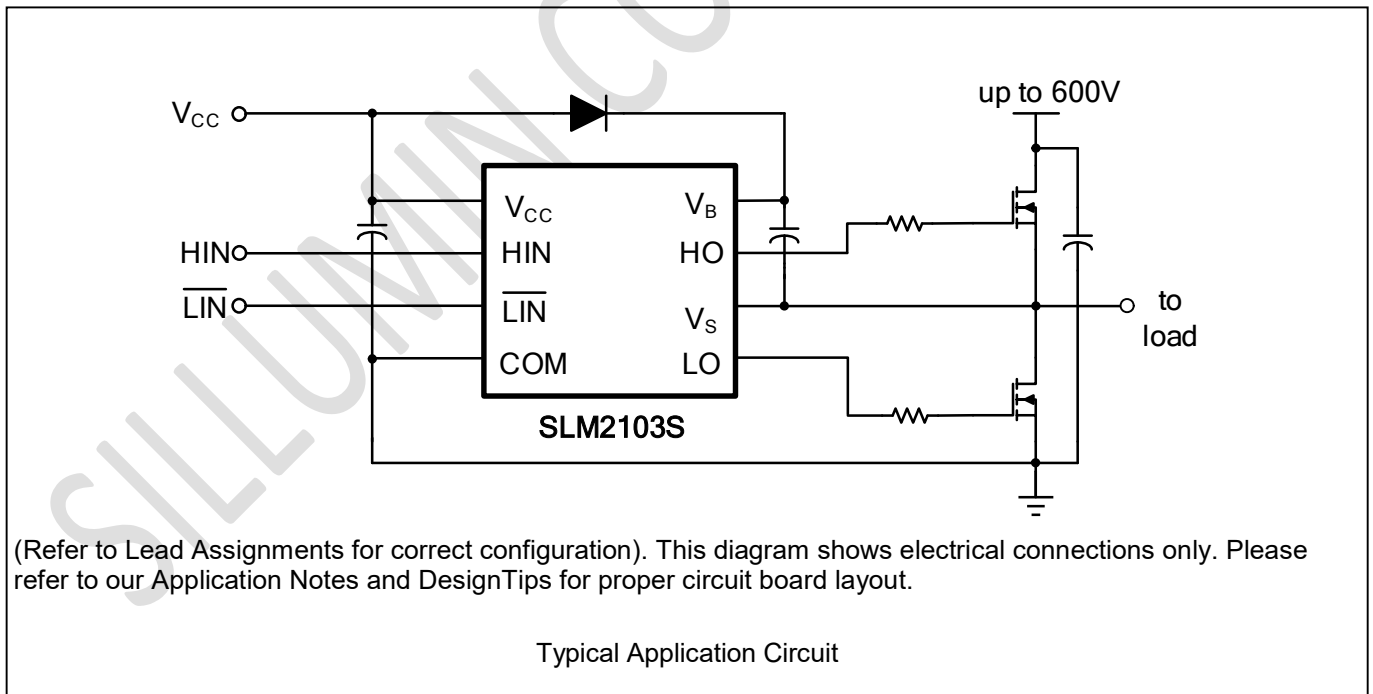 SILLUMIN.CO
up to 600V
VCC
VCC
VB
HIN
HIN
HO
LIN
LIN
VS
to
load
COM
LO
SLM2103S
(Refer to Lead Assignments for correct configuration). This diagram shows electrical connections only. Please
refer to our Application Notes and DesignTips for proper circuit board layout.
Typical Application Circuit